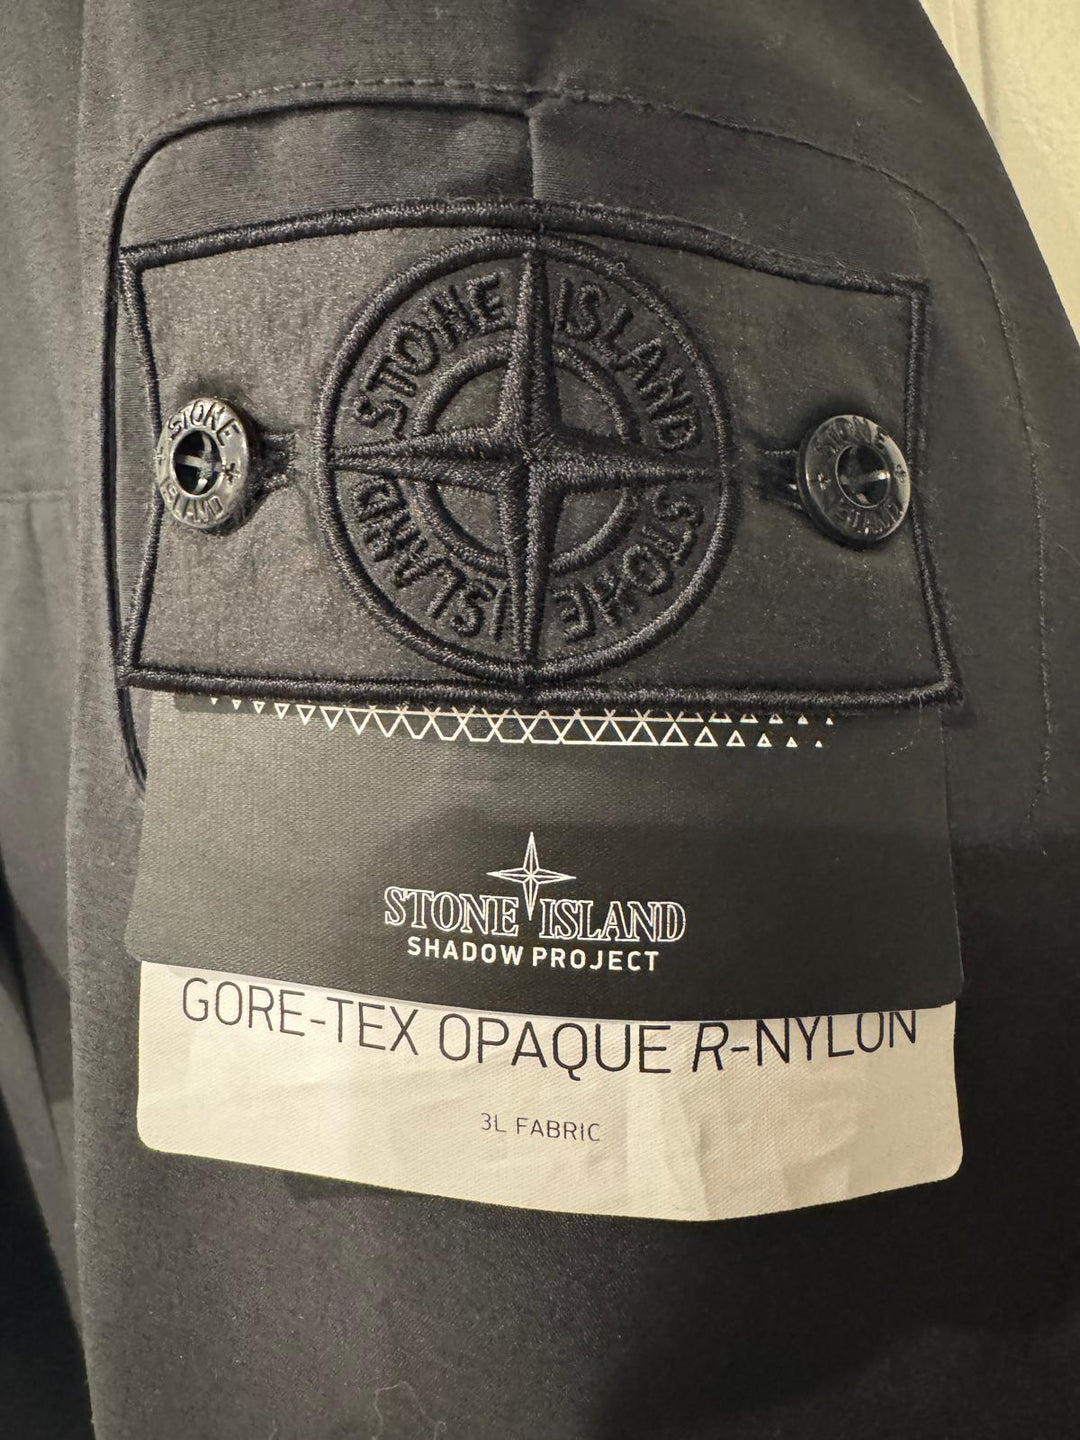 STONE ISLAND
STONE ISLAND
STONE
ISLAND
STONE
ISLAND
STONE ISLAND
SHADOW PROJECT
GORE-TEX OPAQUE R-NYLON
3L FABRIC